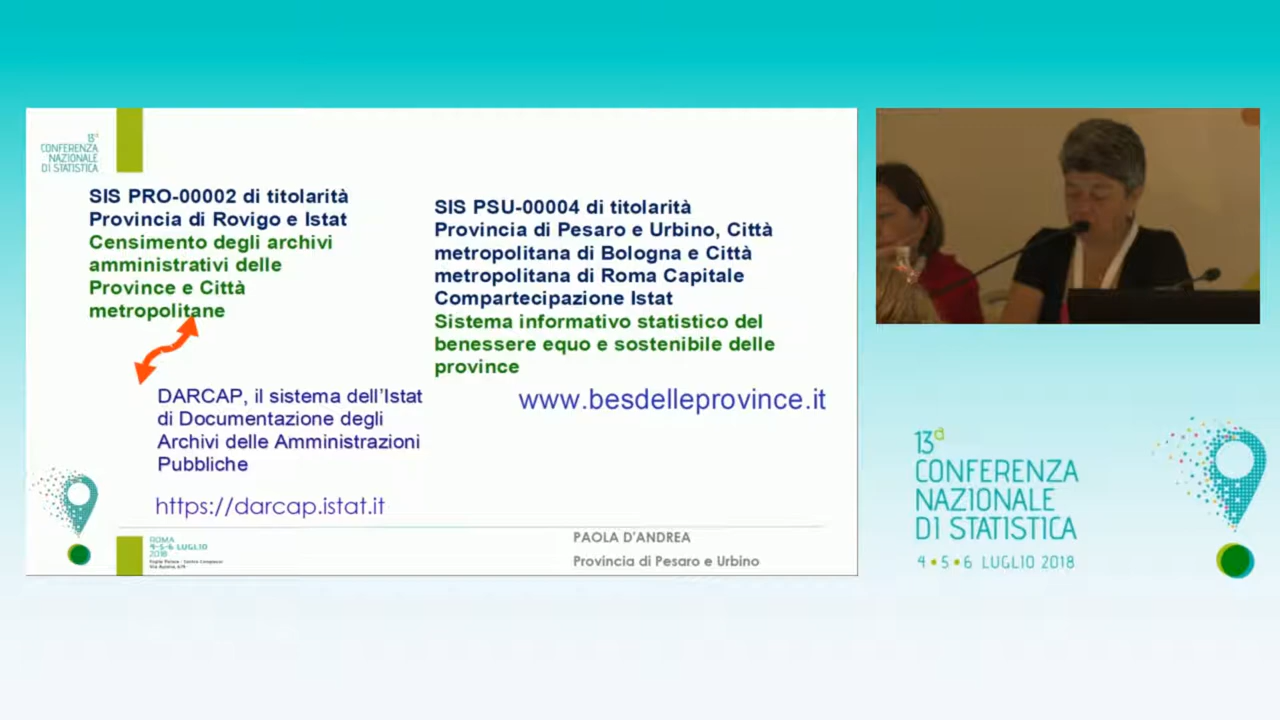 13ª
CONFERENZA
NAZIONALE
DI STATISTICA
SIS PRO-00002 di titolarità
Provincia di Rovigo e Istat
Censimento degli archivi
amministrativi delle
Province e Città
metropolitane
DARCAP, il sistema dell'Istat
di Documentazione degli
Archivi delle Amministrazioni
Pubbliche
https://darcap.istat.it
SIS PSU-00004 di titolarità
Provincia di Pesaro e Urbino, Città
metropolitana di Bologna e Città
metropolitana di Roma Capitale
Compartecipazione Istat
Sistema informativo statistico del
benessere equo e sostenibile delle
province
www.besdelleprovince.it
ROMA
4•5•6 LUGLIO
2018
PAOLA D'ANDREA
Provincia di Pesaro e Urbino
13ª
CONFERENZA
NAZIONALE
DI STATISTICA
4•5•6 LUGLIO 2018